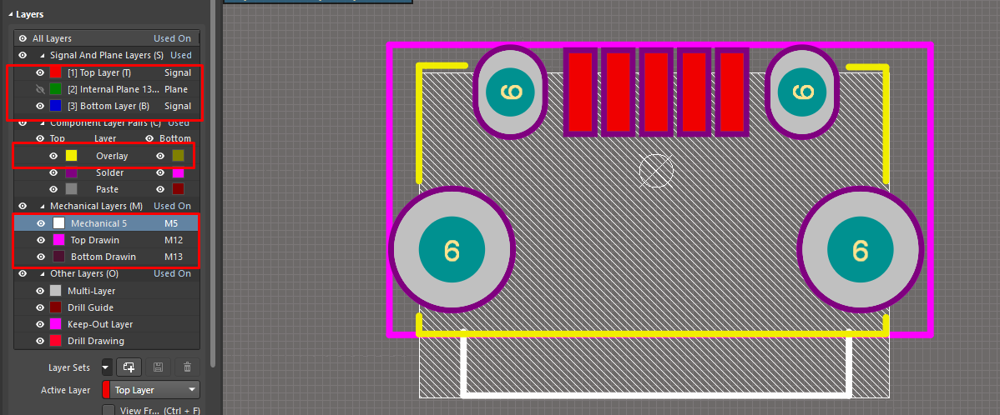 Layers
All Layers Used On
Signal And Plane Layers (S) Used
[1] Top Layer (T) Signal
[2] Internal Plane 13... Plane
[3] Bottom Layer (B) Signal
Component Layer Pairs (C) Used
Top Layer Bottom
Overlay
Solder
Paste
Mechanical Layers (M) Used On
Mechanical 5 M5
Top Drawin M12
Bottom Drawin M13
Other Layers (O) Used On
Multi-Layer
Drill Guide
Keep-Out Layer
Drill Drawing
Layer Sets
Active Layer Top Layer
View Fr... (Ctrl + F)
6 6
6 6